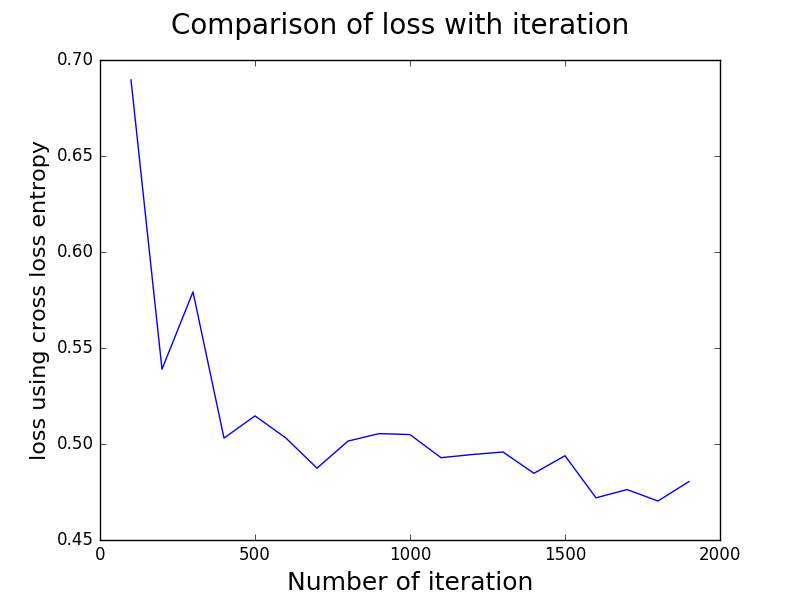 Comparison of loss with iteration
0.70
0.65
0.60
0.55
0.50
0.45
loss using cross loss entropy
0 500 1000 1500 2000
Number of iteration